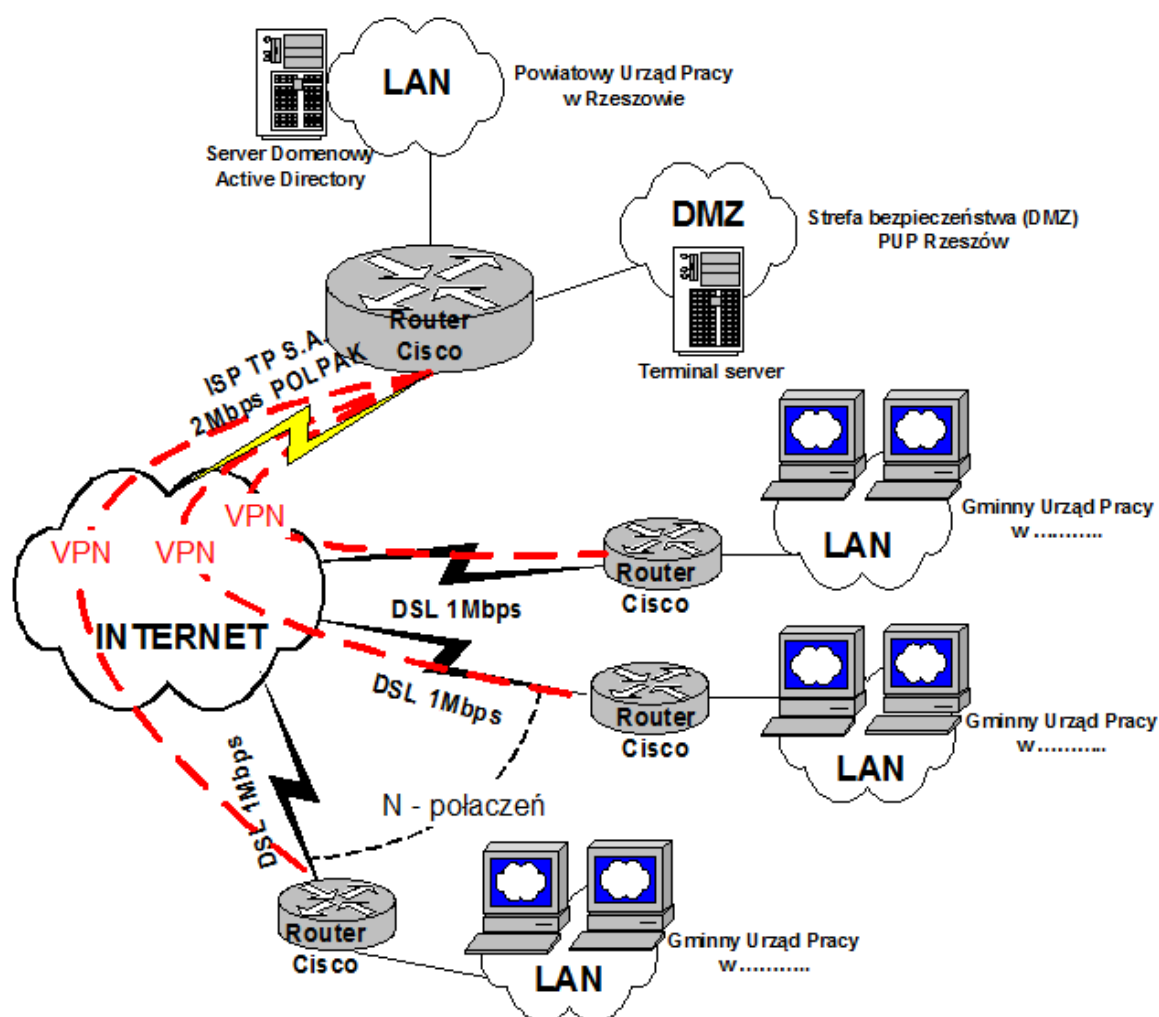 LAN
Powiatowy Urząd Pracy
w Rzeszowie
Server Domenowy
Active Directory
DMZ
Strefa bezpieczeństwa (DMZ)
PUP Rzeszów
Router
Cisco
Terminal server
ISP TP S.A.
2Mbps POLPAK
VPN
VPN
VPN
INTERNET
DSL 1Mbps
Router
Cisco
LAN
Gminny Urząd Pracy
w ...........
DSL 1Mbps
Router
Cisco
LAN
Gminny Urząd Pracy
w ...........
DSL 1Mbps
N - połaczeń
Router
Cisco
LAN
Gminny Urząd Pracy
w ...........